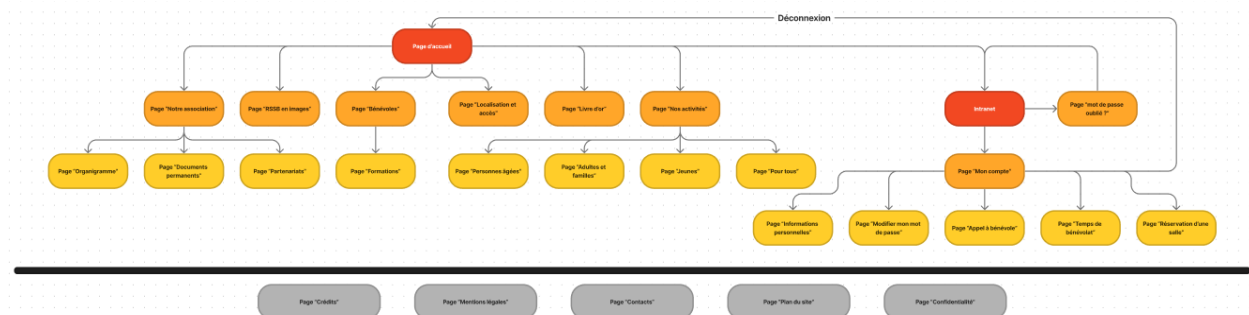 Déconnexion
Page d'accueil
Page "Notre association"
Page "RSSB en images"
Page "Bénévoles"
Page "Localisation et
accès"
Page "Livre d'or"
Page "Nos activités"
Intranet
Page "mot de passe
oublié ?"
Page "Organigramme"
Page "Documents
permanents"
Page "Partenariats"
Page "Formations"
Page "Personnes âgées"
Page "Adultes et
familles"
Page "Jeunes"
Page "Pour tous"
Page "Mon compte"
Page "Informations
personnelles"
Page "Modifier mon mot
de passe"
Page "Appel à bénévole"
Page "Temps de
bénévolat"
Page "Réservation d'une
salle"
Page "Crédits"
Page "Mentions légales"
Page "Contacts"
Page "Plan du site"
Page "Confidentialité"